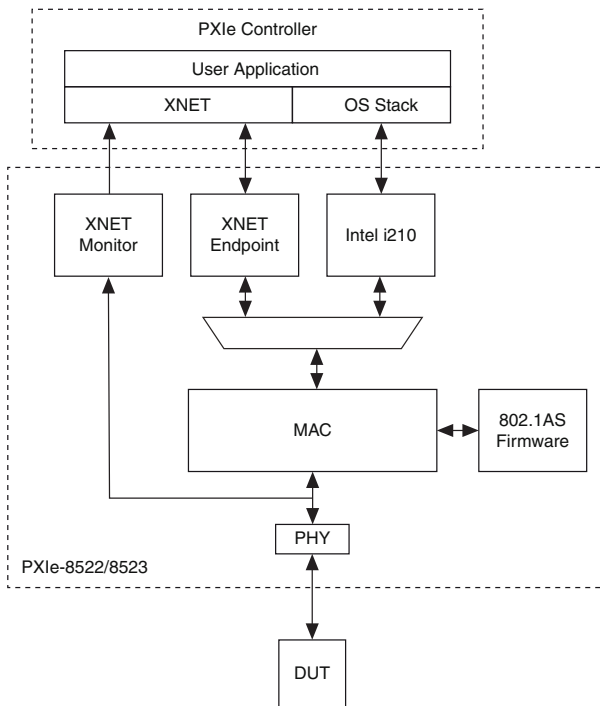 PXIe Controller
User Application
XNET
OS Stack
XNET
Monitor
XNET
Endpoint
Intel i210
MAC
802.1AS
Firmware
PHY
PXIe-8522/8523
DUT